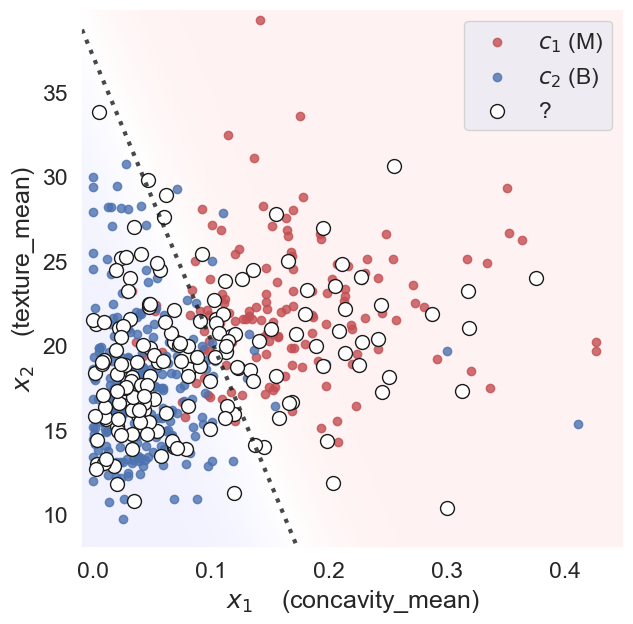 c₁ (M)
c₂ (B)
?
35
30
25
20
15
10
x₂ (texture_mean)
0.0 0.1 0.2 0.3 0.4
x₁ (concavity_mean)